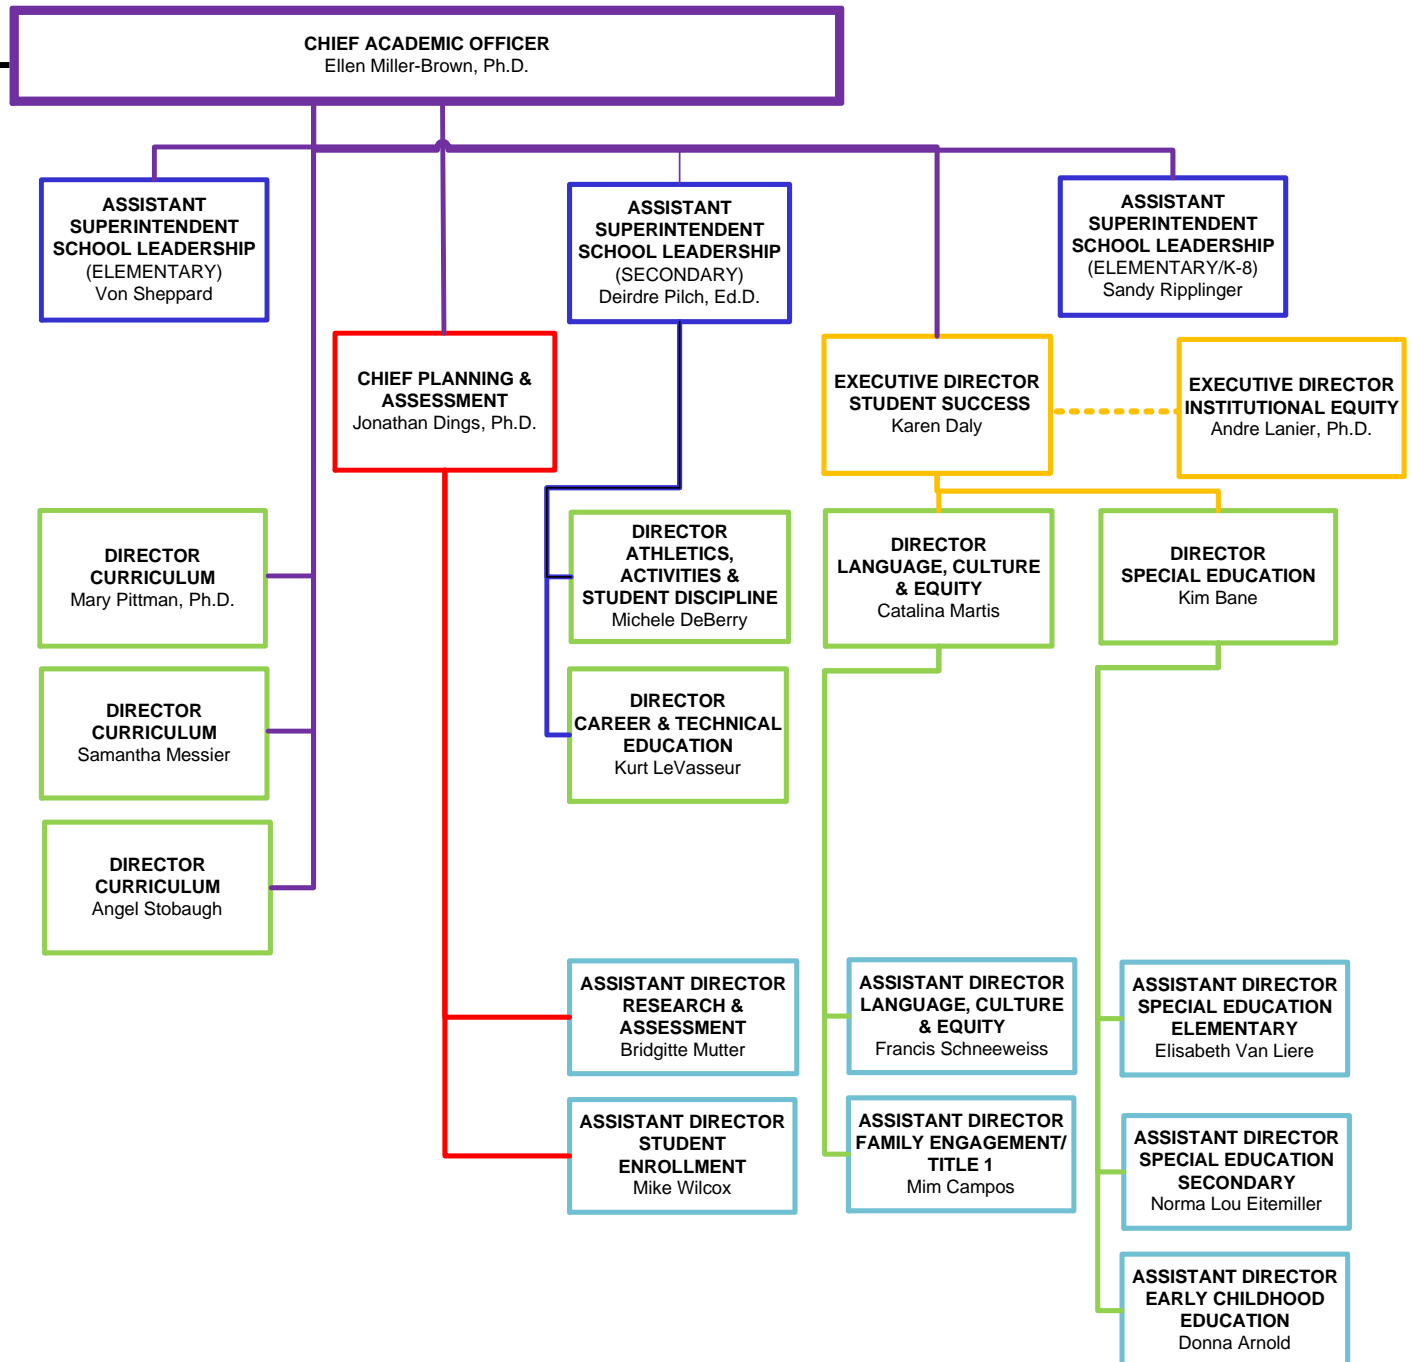 CHIEF ACADEMIC OFFICER
Ellen Miller-Brown, Ph.D.
ASSISTANT
SUPERINTENDENT
SCHOOL LEADERSHIP
(ELEMENTARY)
Von Sheppard
ASSISTANT
SUPERINTENDENT
SCHOOL LEADERSHIP
(SECONDARY)
Deirdre Pilch, Ed.D.
ASSISTANT
SUPERINTENDENT
SCHOOL LEADERSHIP
(ELEMENTARY/K-8)
Sandy Ripplinger
CHIEF PLANNING &
ASSESSMENT
Jonathan Dings, Ph.D.
EXECUTIVE DIRECTOR
STUDENT SUCCESS
Karen Daly
EXECUTIVE DIRECTOR
INSTITUTIONAL EQUITY
Andre Lanier, Ph.D.
DIRECTOR
CURRICULUM
Mary Pittman, Ph.D.
DIRECTOR
ATHLETICS,
ACTIVITIES &
STUDENT DISCIPLINE
Michele DeBerry
DIRECTOR
LANGUAGE, CULTURE
& EQUITY
Catalina Martis
DIRECTOR
SPECIAL EDUCATION
Kim Bane
DIRECTOR
CURRICULUM
Samantha Messier
DIRECTOR
CAREER & TECHNICAL
EDUCATION
Kurt LeVasseur
DIRECTOR
CURRICULUM
Angel Stobaugh
ASSISTANT DIRECTOR
RESEARCH &
ASSESSMENT
Bridgitte Mutter
ASSISTANT DIRECTOR
LANGUAGE, CULTURE
& EQUITY
Francis Schneeweiss
ASSISTANT DIRECTOR
SPECIAL EDUCATION
ELEMENTARY
Elisabeth Van Liere
ASSISTANT DIRECTOR
STUDENT
ENROLLMENT
Mike Wilcox
ASSISTANT DIRECTOR
FAMILY ENGAGEMENT/
TITLE 1
Mim Campos
ASSISTANT DIRECTOR
SPECIAL EDUCATION
SECONDARY
Norma Lou Eitemiller
ASSISTANT DIRECTOR
EARLY CHILDHOOD
EDUCATION
Donna Arnold